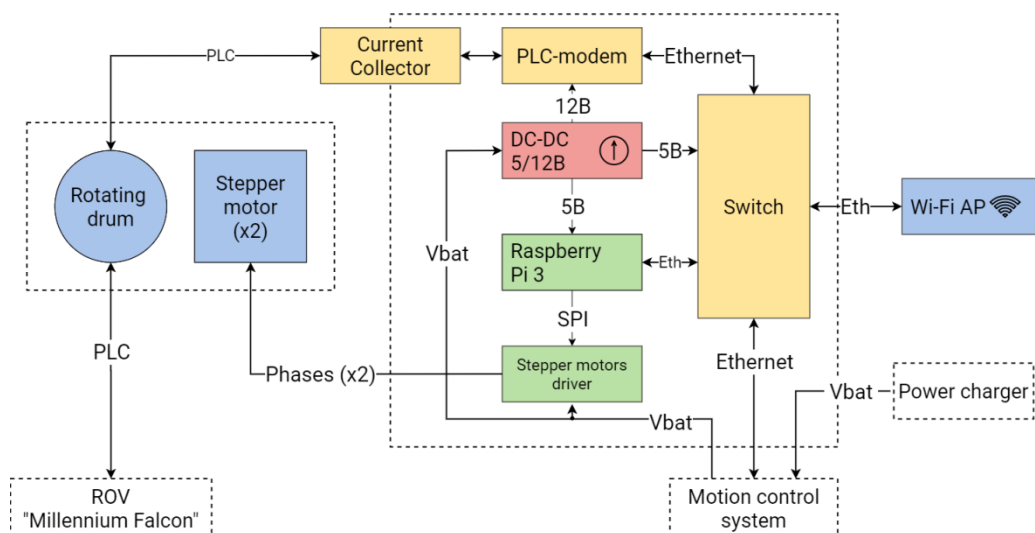 PLC
Current
Collector
PLC-modem
Ethernet
12B
DC-DC
5/12B
5B
Rotating
drum
Stepper
motor
(x2)
Switch
Eth
Wi-Fi AP
5B
Vbat
Raspberry
Pi 3
Eth
SPI
PLC
Ethernet
Phases (x2)
Stepper motors
driver
Vbat
Vbat
Power charger
ROV
"Millennium Falcon"
Motion control
system